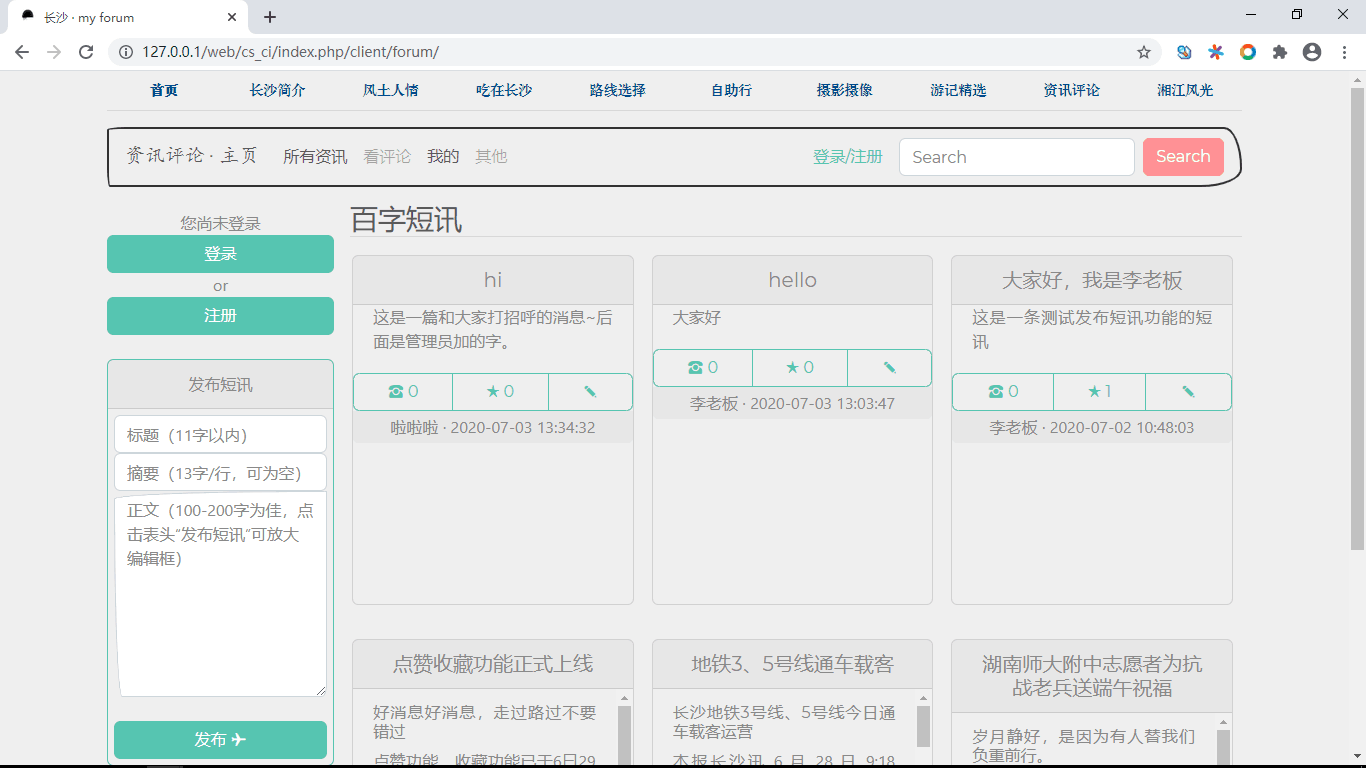 长沙 · my forum
127.0.0.1/web/cs_ci/index.php/client/forum/
首页 长沙简介 风土人情 吃在长沙 路线选择 自助行 摄影摄像 游记精选 资讯评论 湘江风光
资讯评论 · 主页 所有资讯 看评论 我的 其他 登录/注册 Search Search
您尚未登录
登录
or
注册
发布短讯
标题（11字以内）
摘要（13字/行，可为空）
正文（100-200字为佳，点
击表头“发布短讯”可放大
编辑框）
发布
百字短讯
hi
这是一篇和大家打招呼的消息~后
面是管理员加的字。
0 0
啦啦啦 · 2020-07-03 13:34:32
hello
大家好
0 0
李老板 · 2020-07-03 13:03:47
大家好，我是李老板
这是一条测试发布短讯功能的短
讯
0 1
李老板 · 2020-07-02 10:48:03
点赞收藏功能正式上线
好消息好消息，走过路过不要
错过
点赞功能、收藏功能已于6月29
地铁3、5号线通车载客
长沙地铁3号线、5号线今日通
车载客运营
本报长沙讯 6 月 28 日 9:18
湖南师大附中志愿者为抗
战老兵送端午祝福
岁月静好，是因为有人替我们
负重前行。